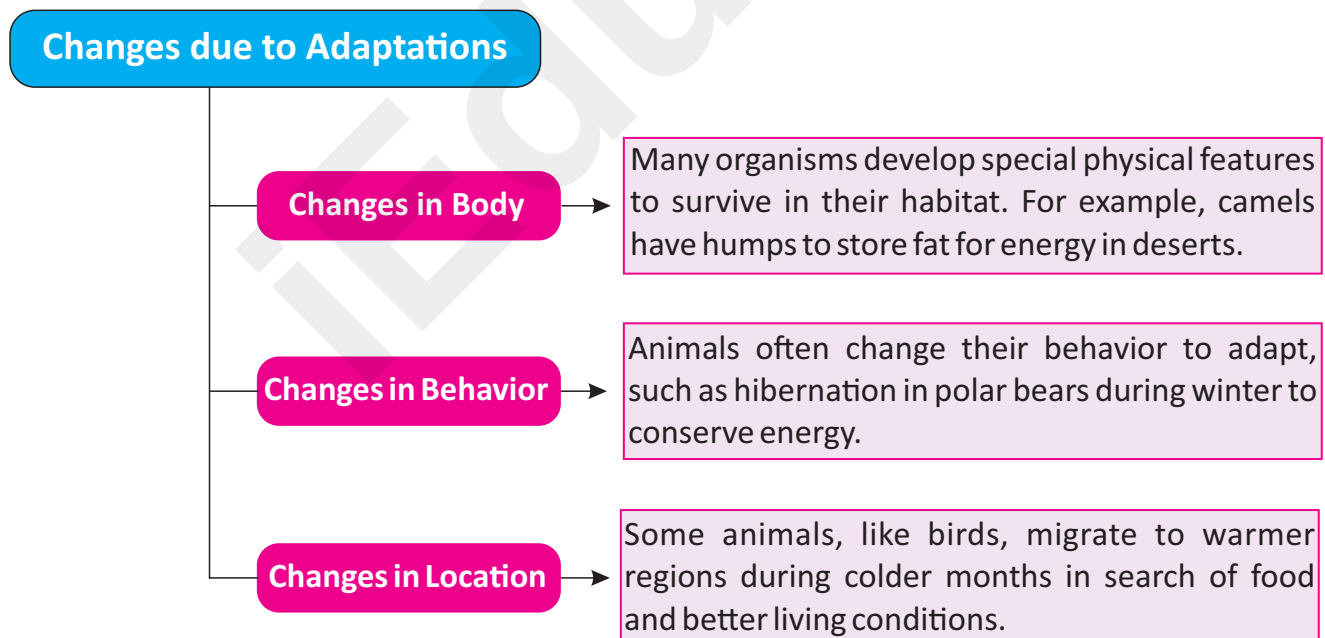 Changes due to Adaptations
Changes in Body
Many organisms develop special physical features
to survive in their habitat. For example, camels
have humps to store fat for energy in deserts.
Changes in Behavior
Animals often change their behavior to adapt,
such as hibernation in polar bears during winter to
conserve energy.
Changes in Location
Some animals, like birds, migrate to warmer
regions during colder months in search of food
and better living conditions.
iEdu